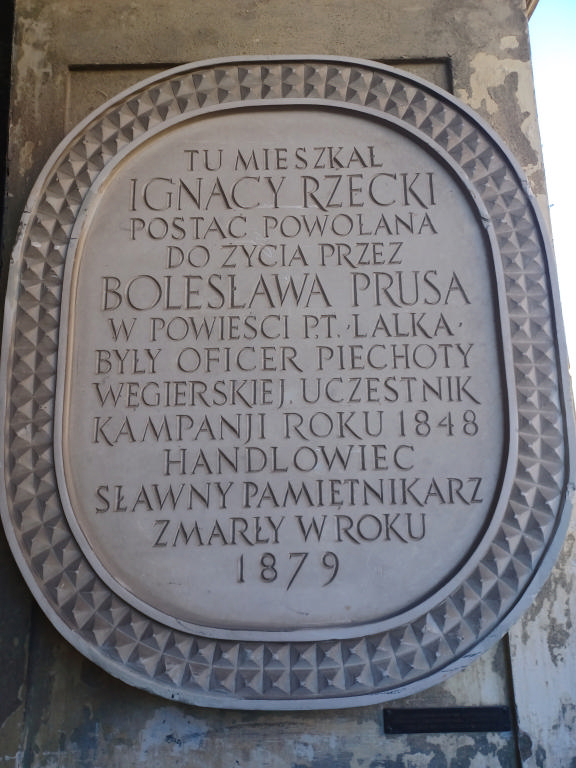 TU MIESZKAŁ
IGNACY RZECKI
POSTAĆ POWOŁANA
DO ŻYCIA PRZEZ
BOLESŁAWA PRUSA
W POWIEŚCI P.T. „LALKA”
BYŁY OFICER PIECHOTY
WĘGIERSKIEJ. UCZESTNIK
KAMPANJI ROKU 1848
HANDLOWIEC
SŁAWNY PAMIĘTNIKARZ
ZMARŁY W ROKU
1879